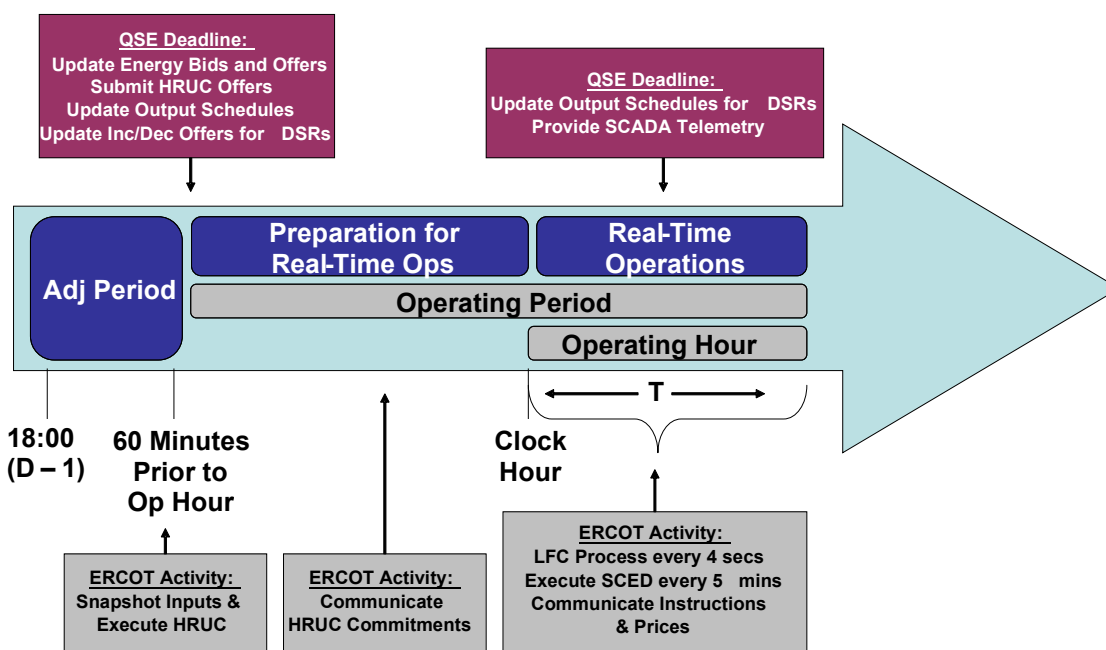 QSE Deadline:
Update Energy Bids and Offers
Submit HRUC Offers
Update Output Schedules
Update Inc/Dec Offers for DSRs
QSE Deadline:
Update Output Schedules for DSRs
Provide SCADA Telemetry
Adj Period
Preparation for
Real-Time Ops
Real-Time
Operations
Operating Period
Operating Hour
T
18:00
(D – 1)
60 Minutes
Prior to
Op Hour
Clock
Hour
ERCOT Activity:
Snapshot Inputs &
Execute HRUC
ERCOT Activity:
Communicate
HRUC Commitments
ERCOT Activity:
LFC Process every 4 secs
Execute SCED every 5 mins
Communicate Instructions
& Prices